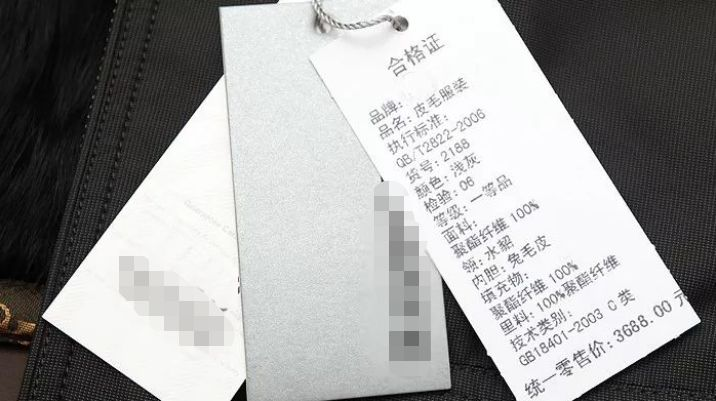 合格证
品牌:
品名: 皮毛服装
执行标准:
QB/T2822-2006
货号: 2188
颜色: 浅灰
检验: 06
等级: 一等品
面料:
聚酯纤维 100%
领: 水貂
内胆: 兔毛皮
填充物:
聚酯纤维 100%
里料: 100%聚酯纤维
技术类别:
GB18401-2003 C 类
统一零售价: 3688.00 元